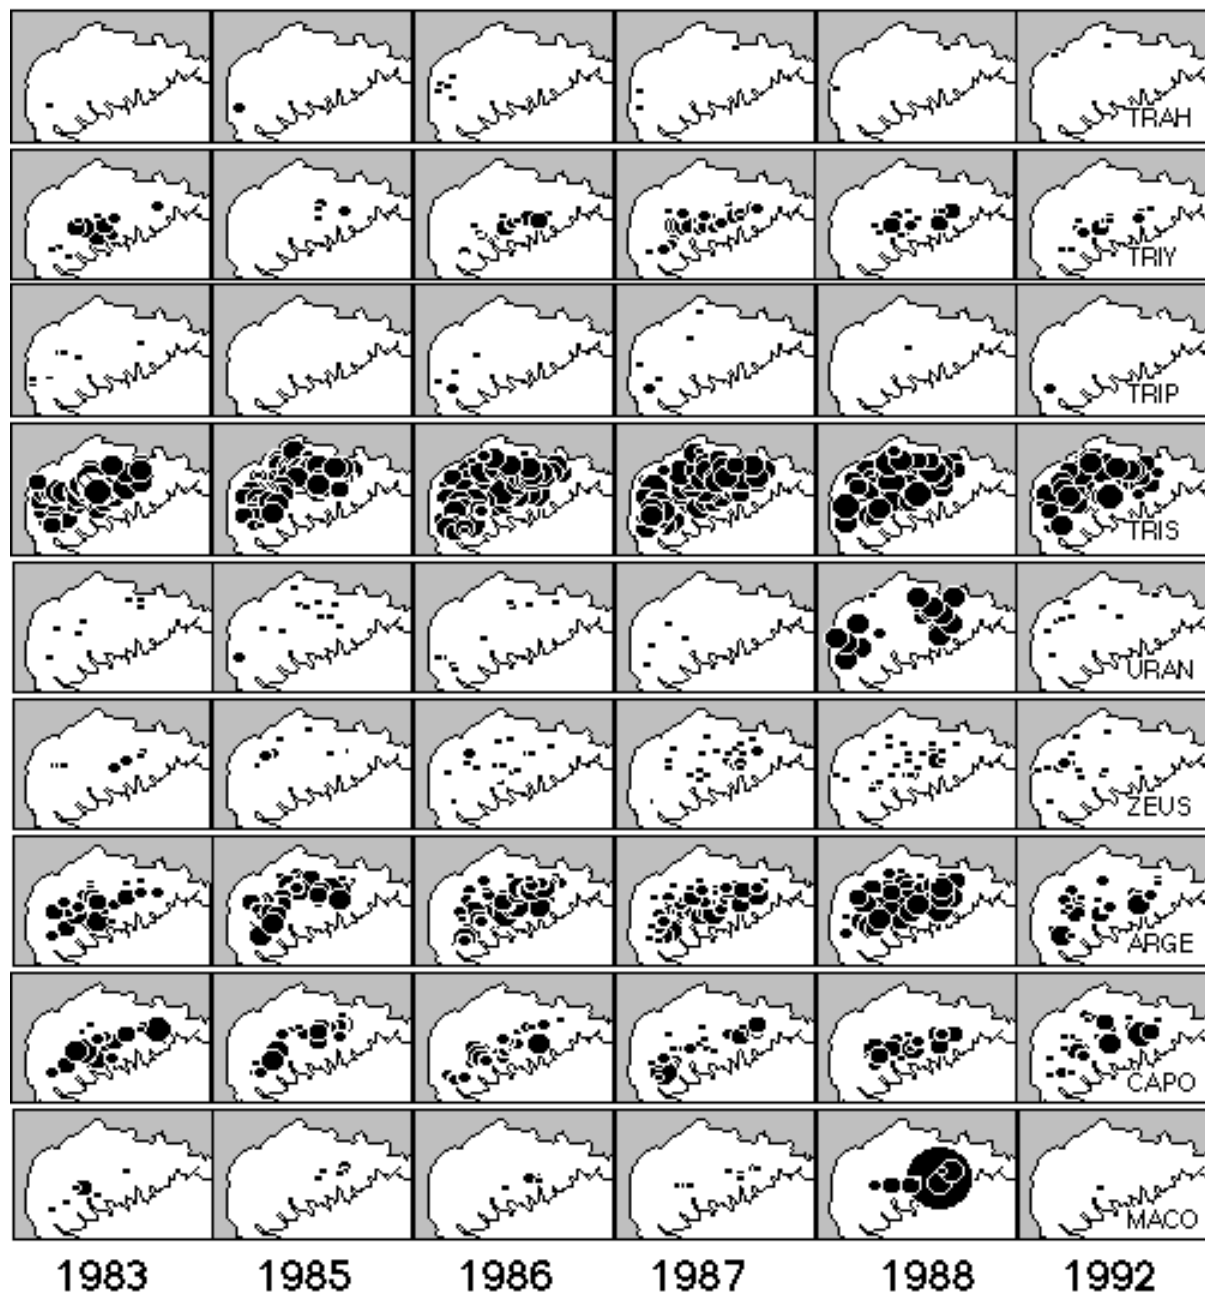 TRAH
TRIY
TRIP
TRIS
URAN
ZEUS
ARGE
CAPO
MACO
1983 1985 1986 1987 1988 1992